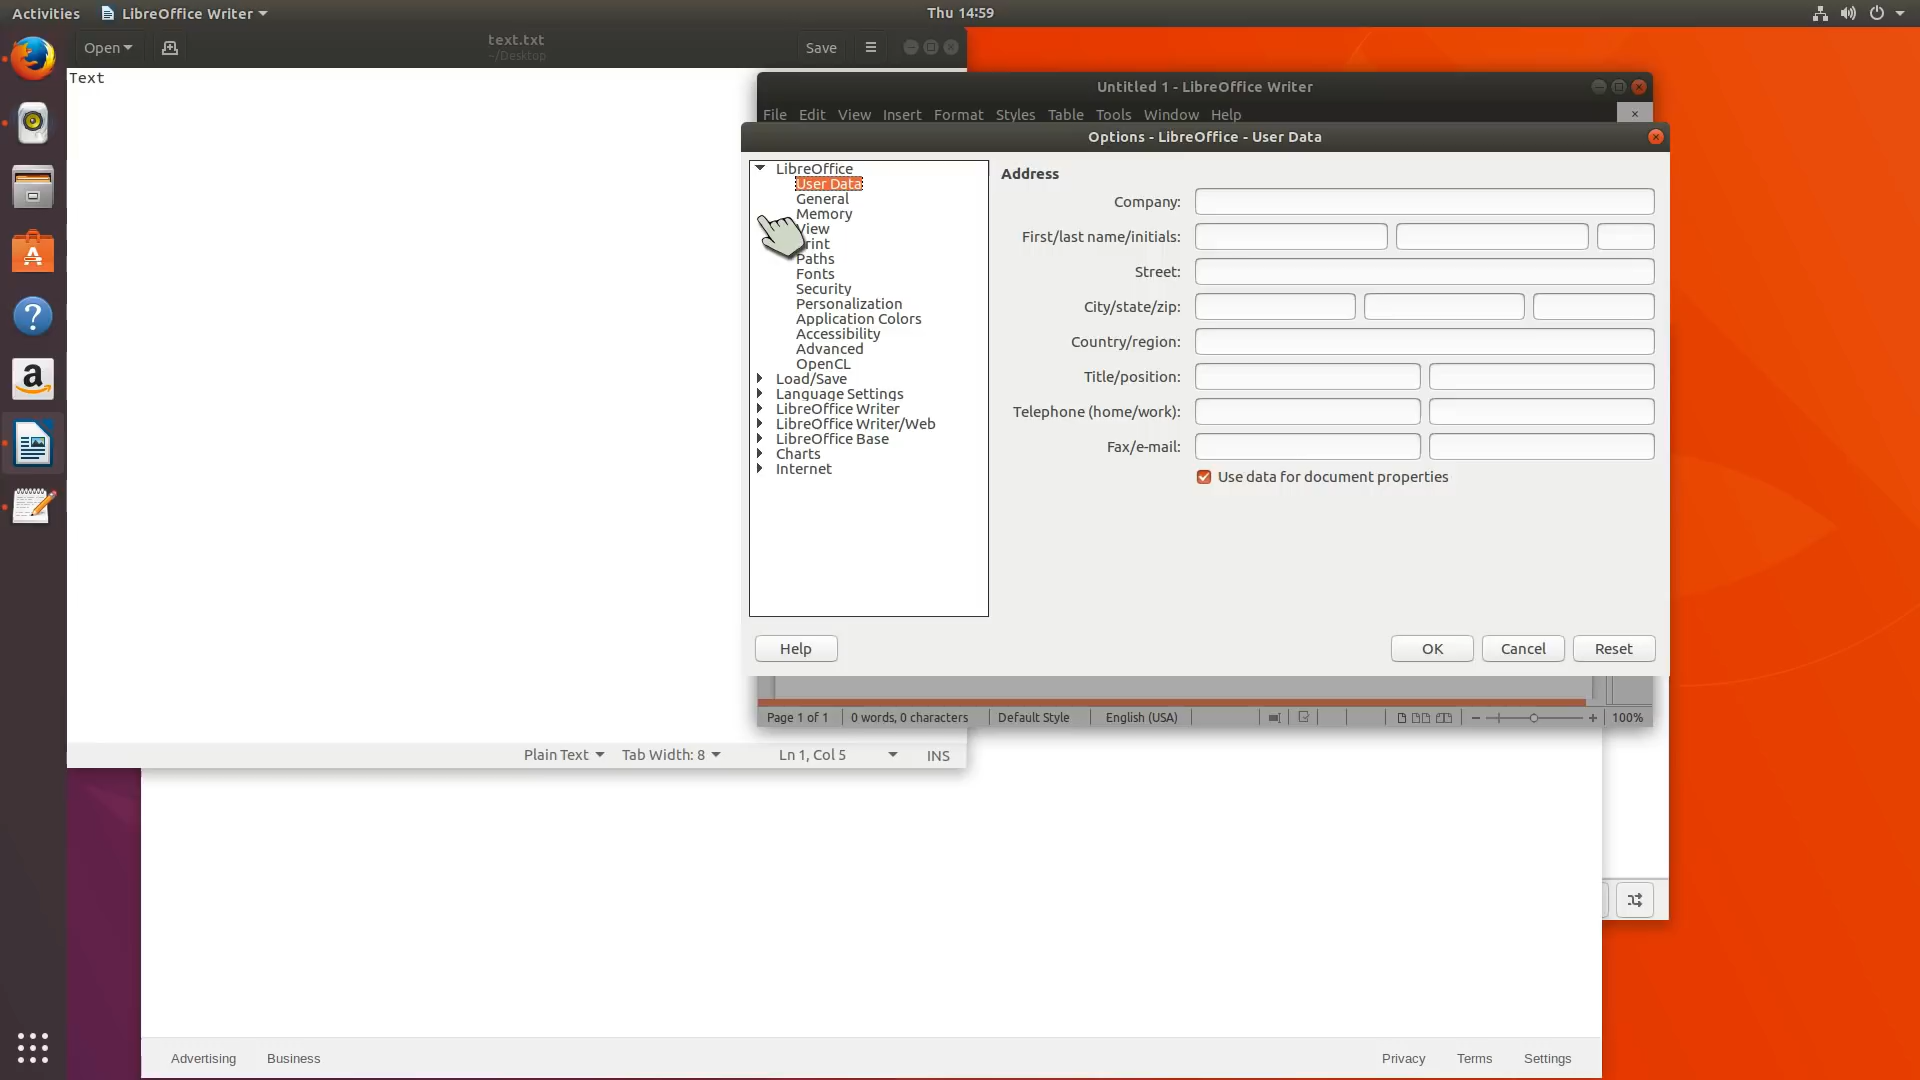 Activities LibreOffice Writer Thu 14:59
Open text.txt Save
~/Desktop
Text
Untitled 1 - LibreOffice Writer
File Edit View Insert Format Styles Table Tools Window Help
Options - LibreOffice - User Data
LibreOffice
User Data
General
Memory
View
Paths
Fonts
Security
Personalization
Application Colors
Accessibility
Advanced
OpenCL
Load/Save
Language Settings
LibreOffice Writer
LibreOffice Writer/Web
LibreOffice Base
Charts
Internet
Address
Company:
First/last name/initials:
Street:
City/state/zip:
Country/region:
Title/position:
Telephone (home/work):
Fax/e-mail:
Use data for document properties
Help OK Cancel Reset
Page 1 of 1 0 words, 0 characters Default Style English (USA) 100%
Plain Text Tab Width: 8 Ln 1, Col 5 INS
Advertising Business Privacy Terms Settings